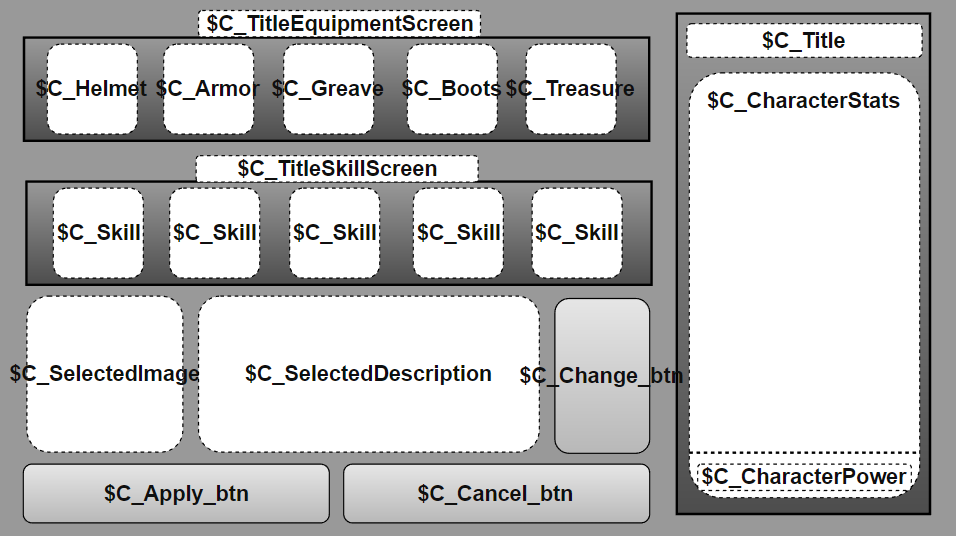 $C_TitleEquipmentScreen
$C_Helmet $C_Armor $C_Greave $C_Boots $C_Treasure
$C_TitleSkillScreen
$C_Skill $C_Skill $C_Skill $C_Skill $C_Skill
$C_SelectedImage $C_SelectedDescription $C_Change_btn
$C_Apply_btn $C_Cancel_btn
$C_Title
$C_CharacterStats
$C_CharacterPower